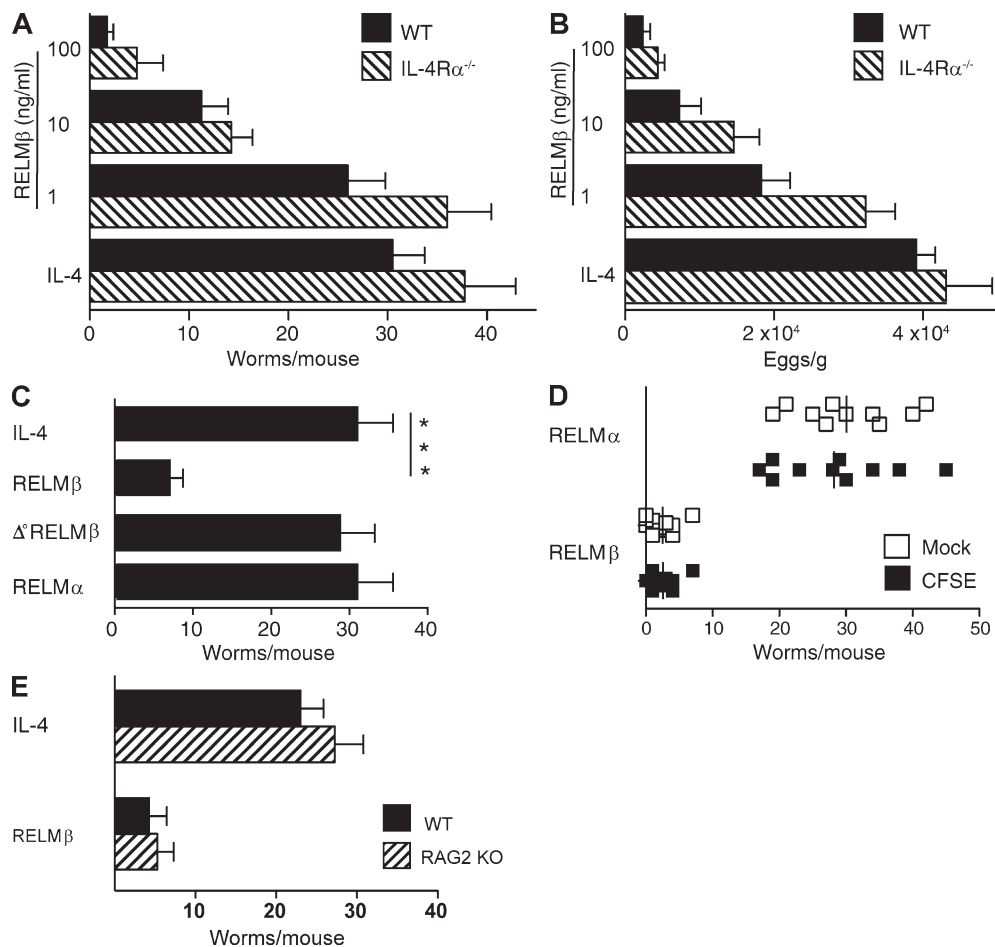 A
WT
IL-4Rα-/-
RELMβ (ng/ml)
100
10
1
IL-4
0 10 20 30 40
Worms/mouse
B
WT
IL-4Rα-/-
RELMβ (ng/ml)
100
10
1
IL-4
0 2 x10⁴ 4 x10⁴
Eggs/g
C
IL-4
RELMβ
Δ°RELMβ
RELMα
* * *
0 10 20 30 40
Worms/mouse
D
RELMα
RELMβ
Mock
CFSE
0 10 20 30 40 50
Worms/mouse
E
IL-4
RELMβ
WT
RAG2 KO
10 20 30 40
Worms/mouse